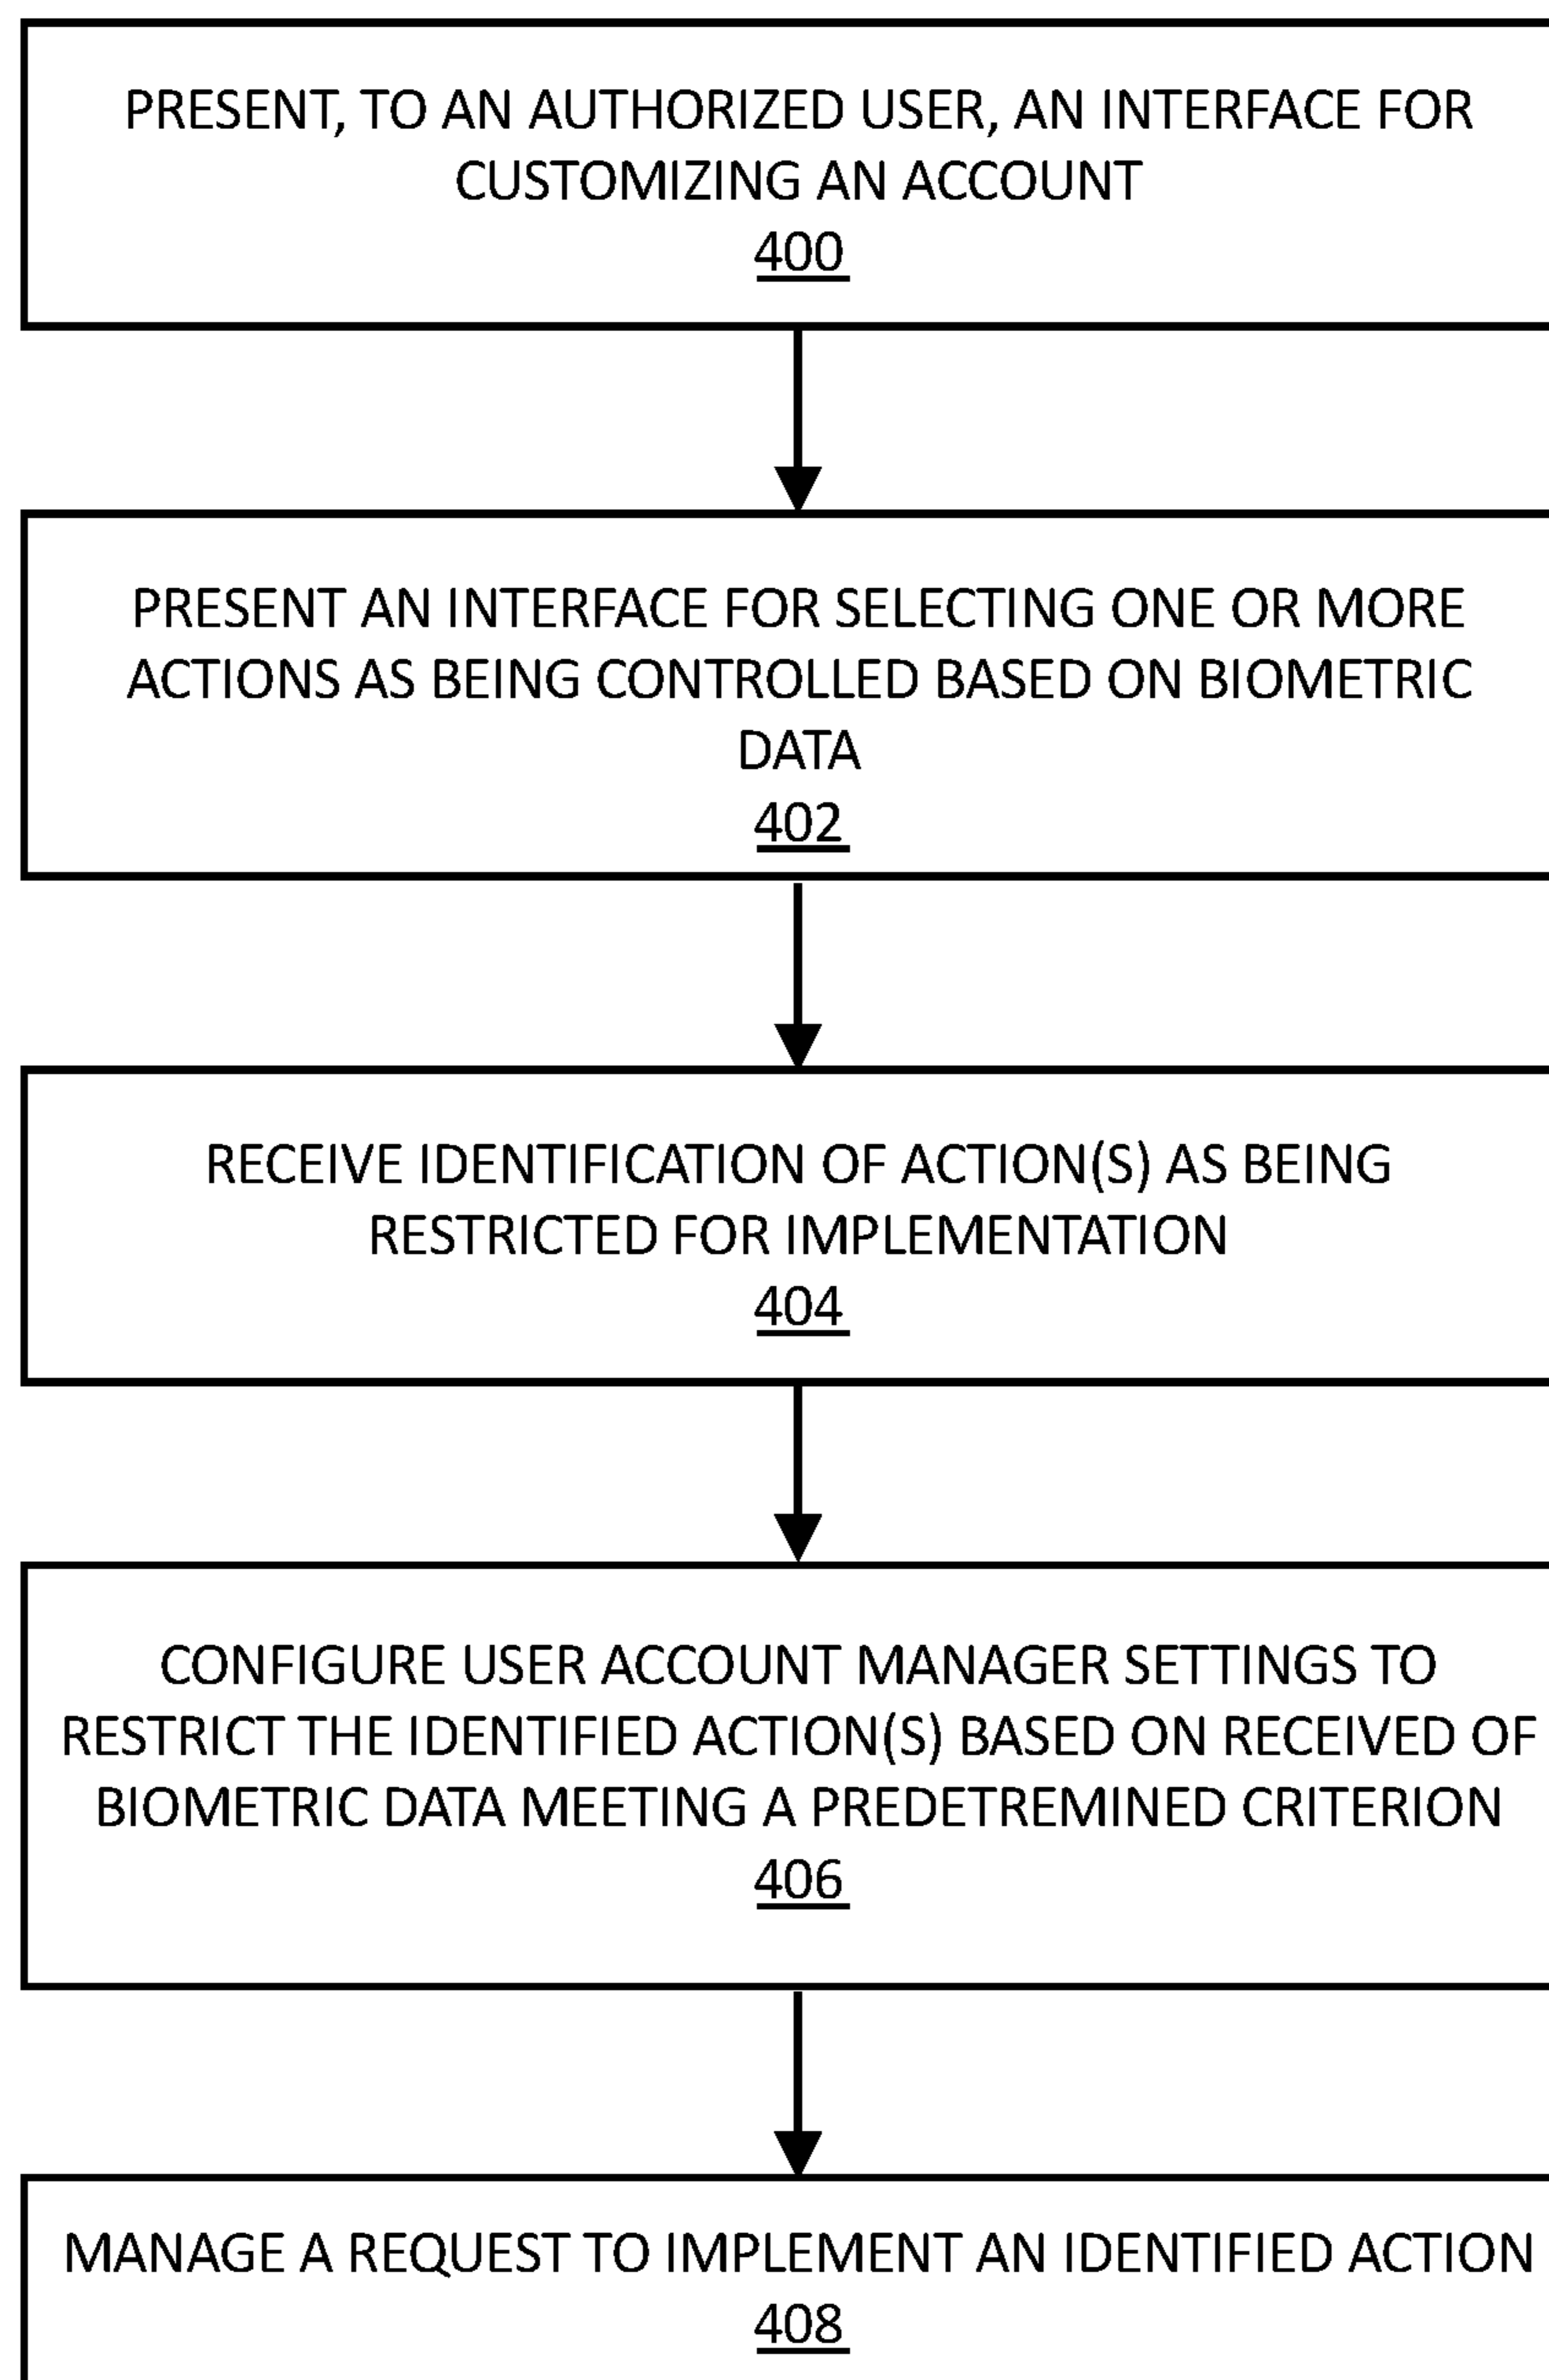 PRESENT, TO AN AUTHORIZED USER, AN INTERFACE FOR
CUSTOMIZING AN ACCOUNT
400
PRESENT AN INTERFACE FOR SELECTING ONE OR MORE
ACTIONS AS BEING CONTROLLED BASED ON BIOMETRIC
DATA
402
RECEIVE IDENTIFICATION OF ACTION(S) AS BEING
RESTRICTED FOR IMPLEMENTATION
404
CONFIGURE USER ACCOUNT MANAGER SETTINGS TO
RESTRICT THE IDENTIFIED ACTION(S) BASED ON RECEIVED OF
BIOMETRIC DATA MEETING A PREDETREMINED CRITERION
406
MANAGE A REQUEST TO IMPLEMENT AN IDENTIFIED ACTION
408